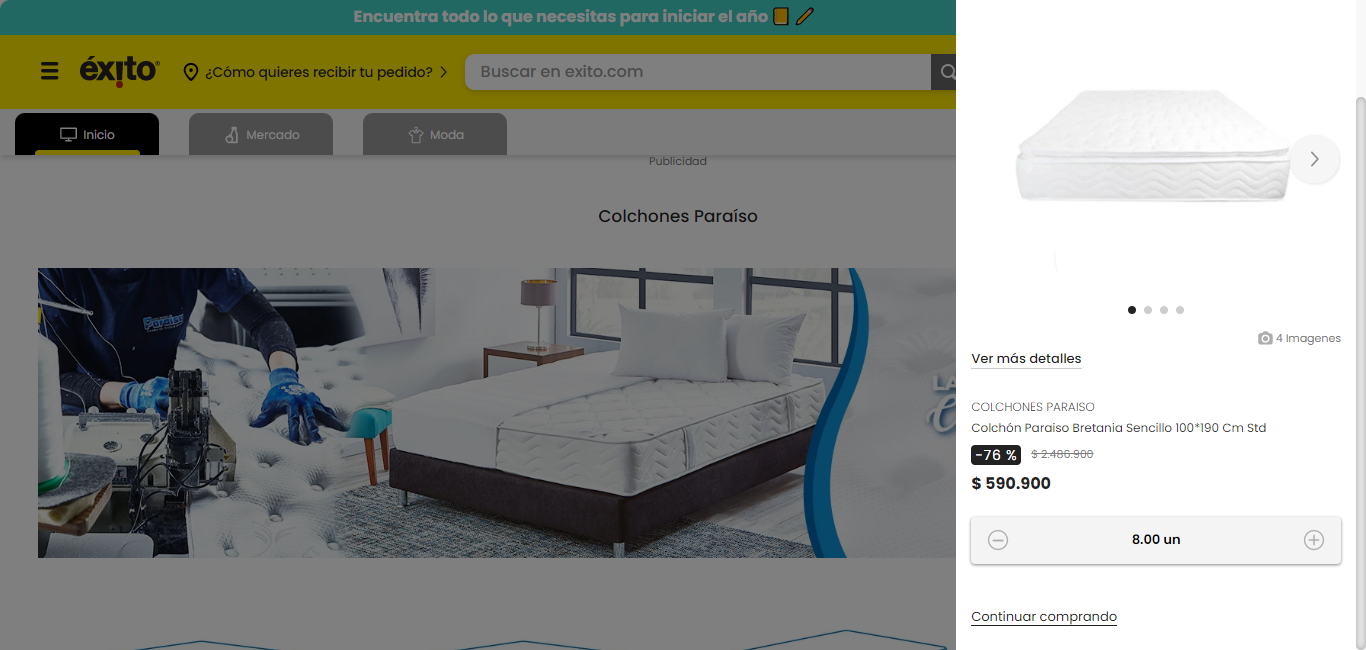 Encuentra todo lo que necesitas para iniciar el año
éxito
¿Cómo quieres recibir tu pedido?
Buscar en exito.com
Inicio
Mercado
Moda
Publicidad
Colchones Paraíso
Paraiso
LA
4 Imagenes
Ver más detalles
COLCHONES PARAISO
Colchón Paraiso Bretania Sencillo 100*190 Cm Std
-76 % $ 2.486.900
$ 590.900
8.00 un
Continuar comprando